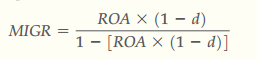 MIGR = ROA × (1 − d) / 1 − [ROA × (1 − d)]